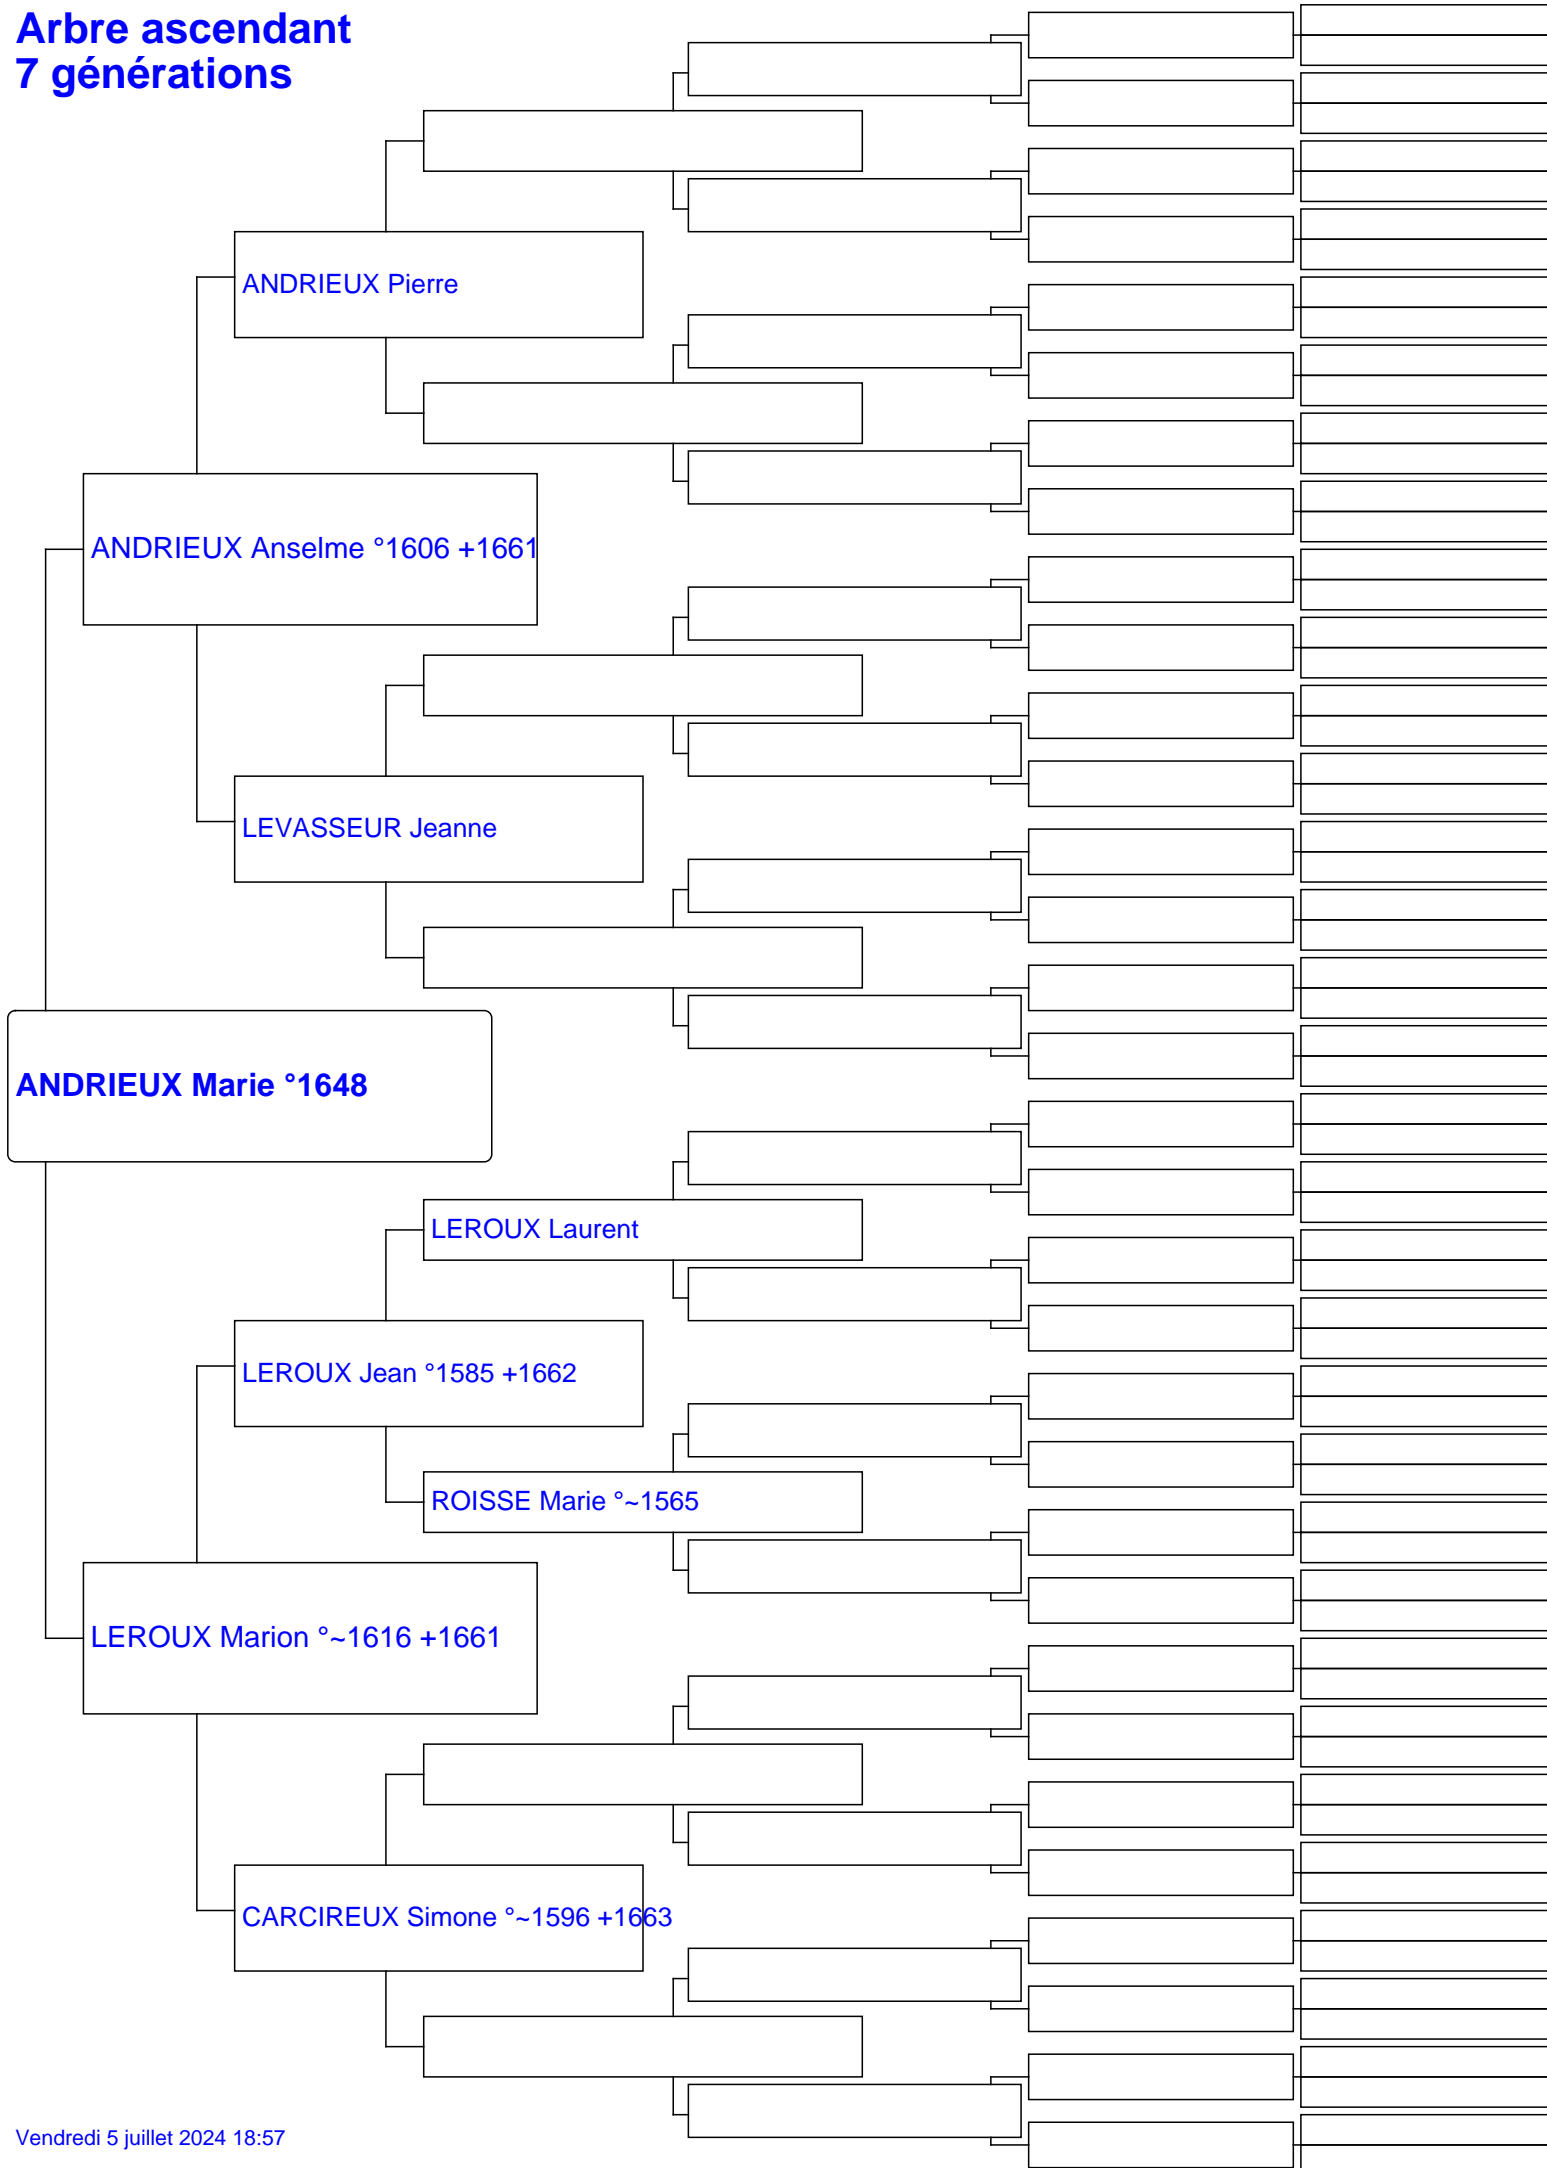 Arbre ascendant
7 générations
ANDRIEUX Pierre
ANDRIEUX Anselme °1606 +1661
LEVASSEUR Jeanne
ANDRIEUX Marie °1648
LEROUX Laurent
LEROUX Jean °1585 +1662
ROISSE Marie °~1565
LEROUX Marion °~1616 +1661
CARCIREUX Simone °~1596 +1663
Vendredi 5 juillet 2024 18:57